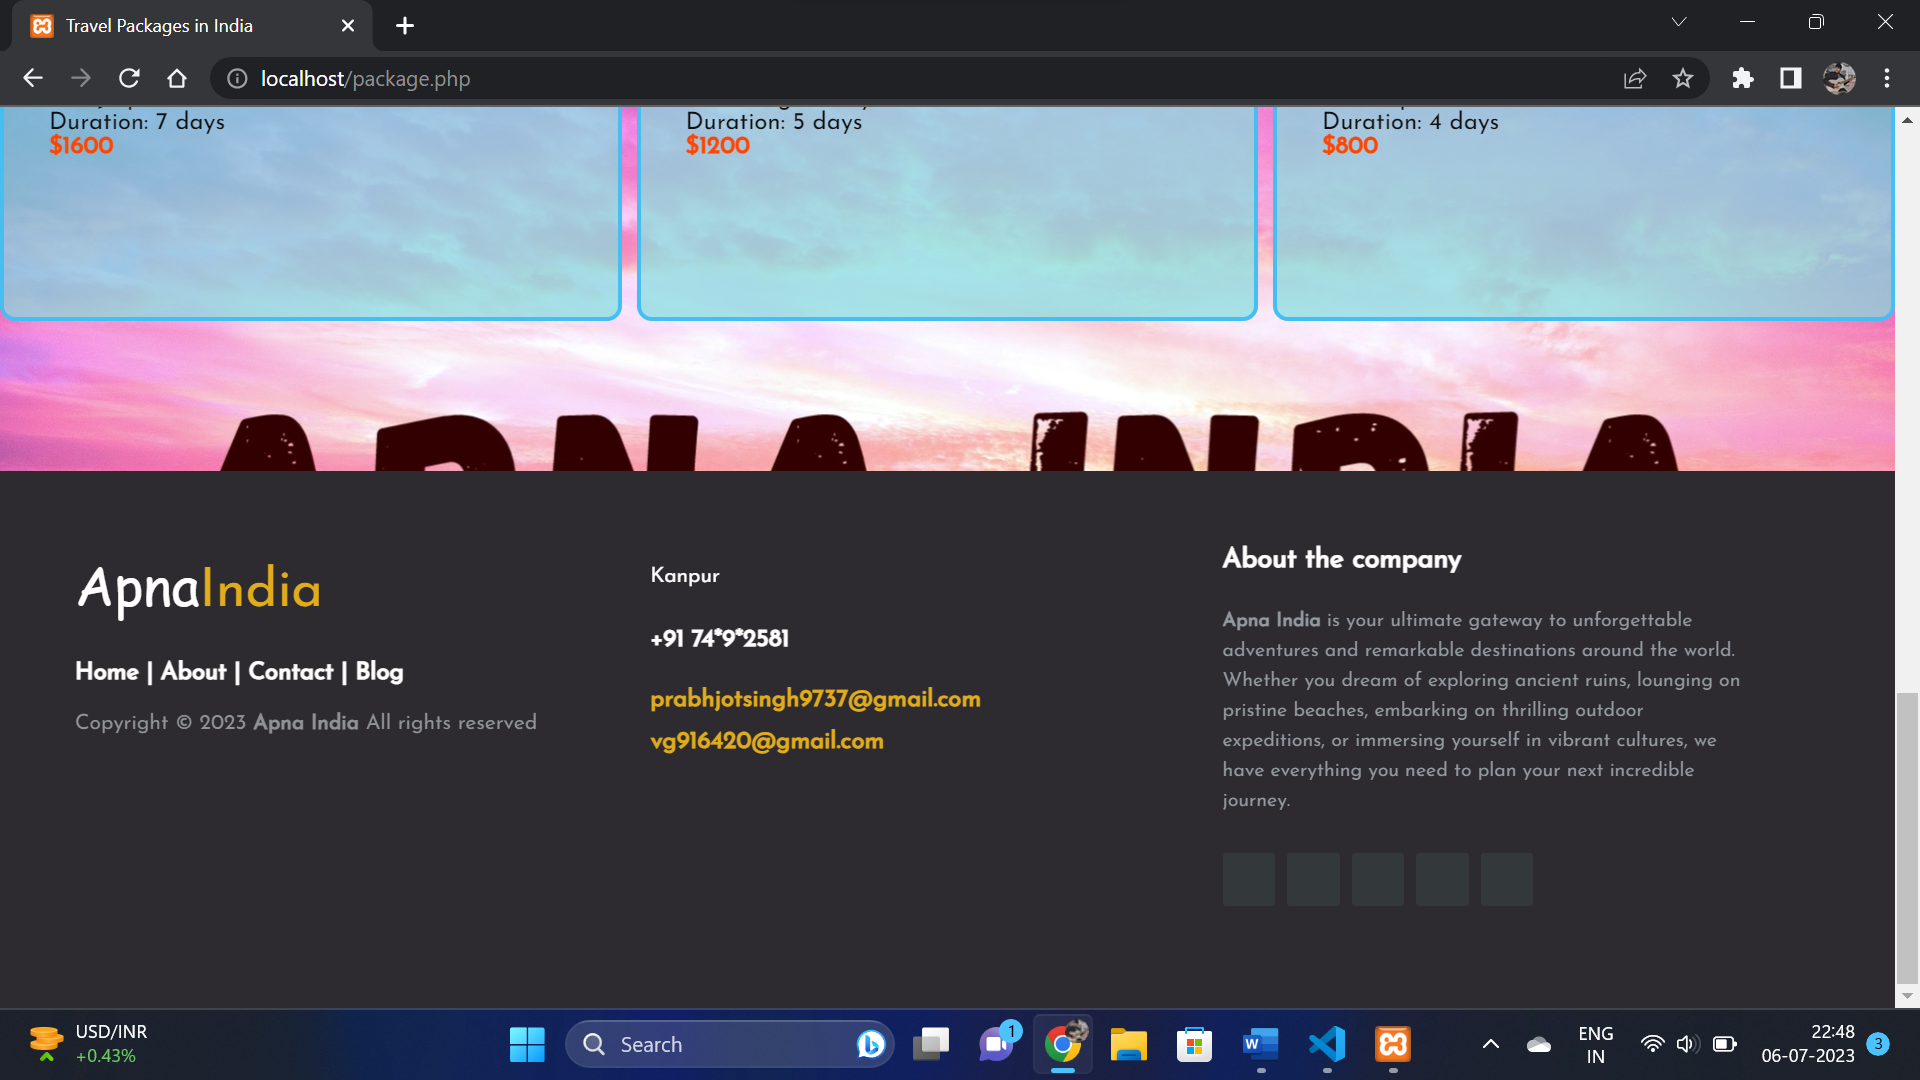 Travel Packages in India
localhost/package.php
Duration: 7 days
$1600
Duration: 5 days
$1200
Duration: 4 days
$800
APNA INDIA
ApnaIndia
Home | About | Contact | Blog
Copyright © 2023 Apna India All rights reserved
Kanpur
+91 74*9*2581
prabhjotsingh9737@gmail.com
vg916420@gmail.com
About the company
Apna India is your ultimate gateway to unforgettable
adventures and remarkable destinations around the world.
Whether you dream of exploring ancient ruins, lounging on
pristine beaches, embarking on thrilling outdoor
expeditions, or immersing yourself in vibrant cultures, we
have everything you need to plan your next incredible
journey.
USD/INR
+0.43%
Search
1
W
ENG
IN
22:48
06-07-2023
3